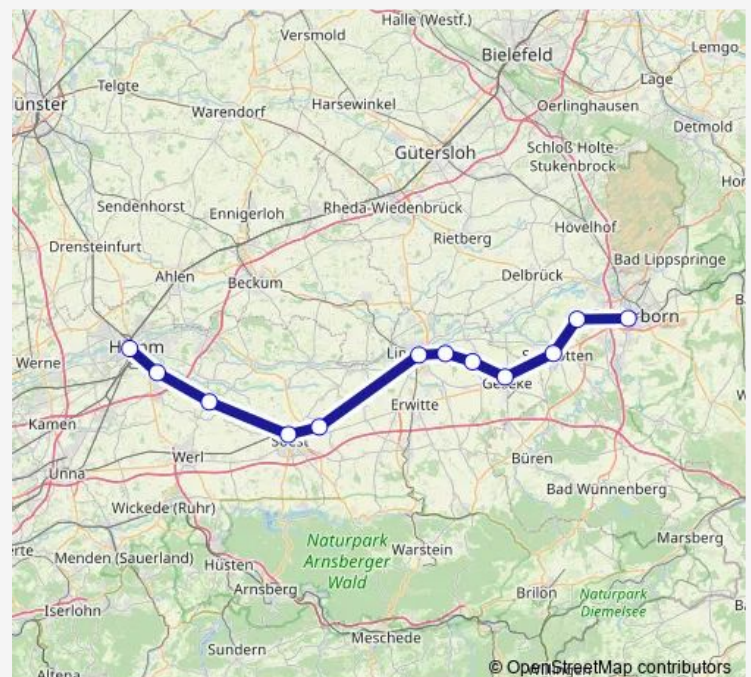 Halle (Westf.)
Versmold
Lemgo
Bielefeld
Telgte
Lage
ünster
Warendorf
Harsewinkel
Oerlinghausen
Detmold
Gütersloh
Schloß Holte-
Stukenbrock
Sendenhorst
Ennigerloh
Rheda-Wiedenbrück
Hövelhof
Drensteinfurt
Rietberg
Bad Lippspringe
Ahlen
Beckum
Delbrück
born
Werne
Erwitte
Kamen
Werl
Unna
Büren
Bad Wünnenberg
Wickede (Ruhr)
Naturpark
Arnsberger
Wald
Warstein
Marsberg
Menden (Sauerland)
Hüsten
Arnsberg
Brilon
Naturpark
Diemelsee
Iserlohn
Meschede
Sundern
Altena
© OpenStreetMap contributors